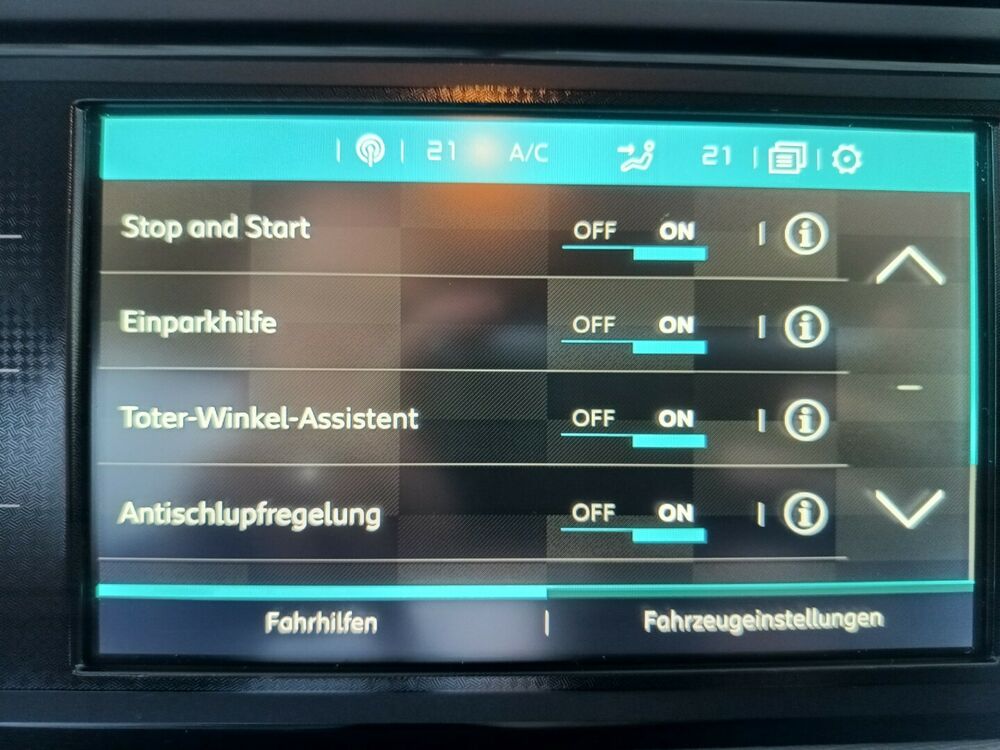 21 A/C 21
Stop and Start OFF ON
Einparkhilfe OFF ON
Toter-Winkel-Assistent OFF ON
Antischlupfregelung OFF ON
Fahrhilfen Fahrzeugeinstellungen